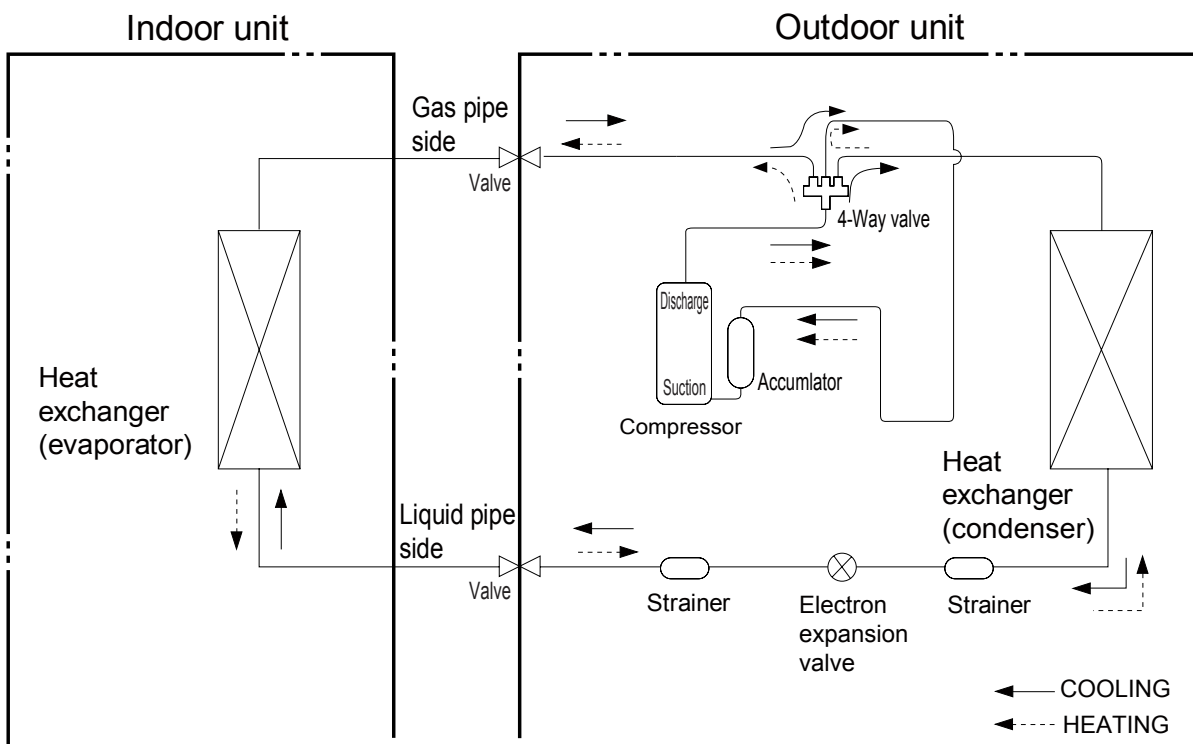 Indoor unit
Outdoor unit
Gas pipe
side
Valve
4-Way valve
Discharge
Suction
Accumlator
Compressor
Heat
exchanger
(evaporator)
Heat
exchanger
(condenser)
Liquid pipe
side
Valve
Strainer
Electron
expansion
valve
Strainer
COOLING
HEATING